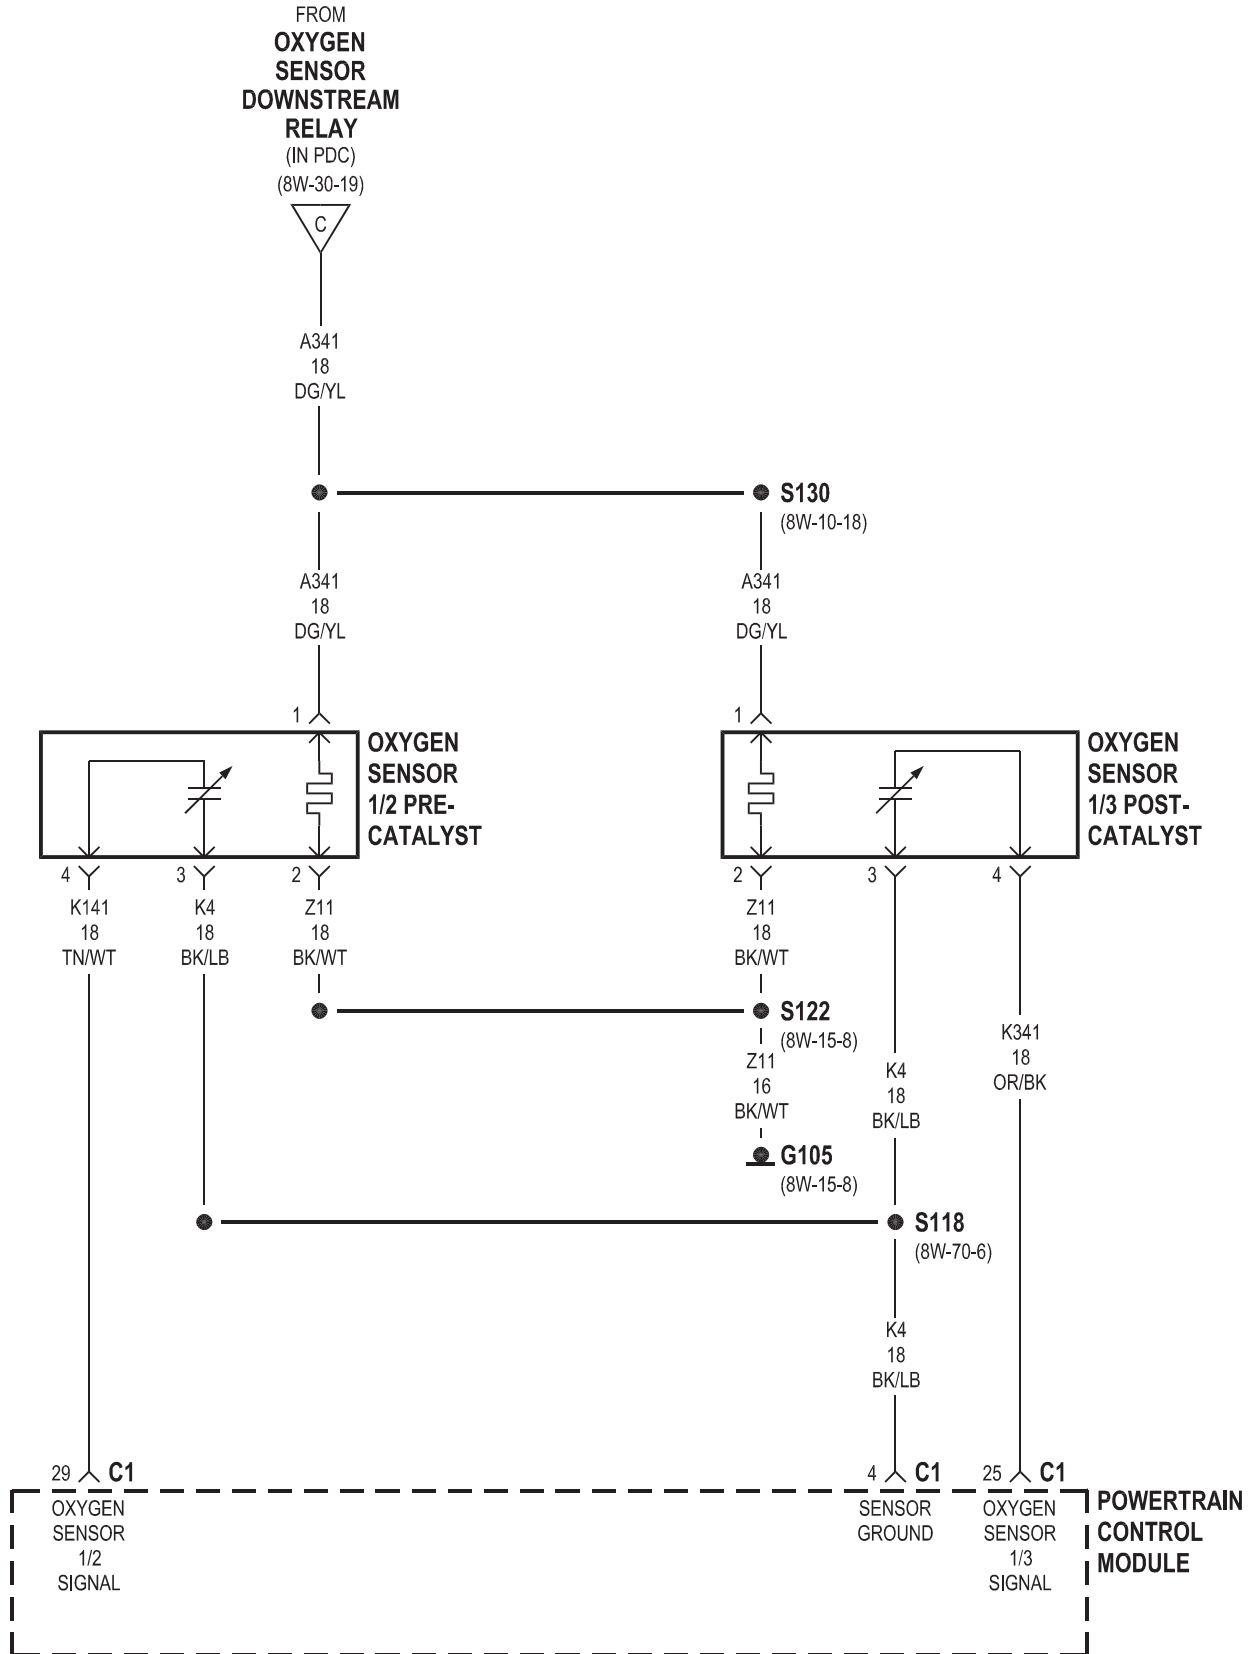 FROM
OXYGEN
SENSOR
DOWNSTREAM
RELAY
(IN PDC)
(8W-30-19)
C
A341
18
DG/YL
S130
(8W-10-18)
A341
18
DG/YL
A341
18
DG/YL
1
OXYGEN
SENSOR
1/2 PRE-
CATALYST
1
OXYGEN
SENSOR
1/3 POST-
CATALYST
4
K141
18
TN/WT
3
K4
18
BK/LB
2
Z11
18
BK/WT
2
Z11
18
BK/WT
3
4
S122
(8W-15-8)
Z11
16
BK/WT
K4
18
BK/LB
K341
18
OR/BK
G105
(8W-15-8)
S118
(8W-70-6)
K4
18
BK/LB
29 C1
OXYGEN
SENSOR
1/2
SIGNAL
4 C1
SENSOR
GROUND
25 C1
OXYGEN
SENSOR
1/3
SIGNAL
POWERTRAIN
CONTROL
MODULE